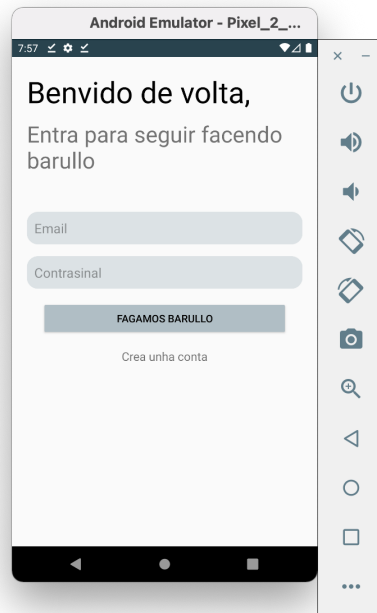 Android Emulator - Pixel_2_...
7:57
Benvido de volta,
Entra para seguir facendo
barullo
Email
Contrasinal
FAGAMOS BARULLO
Crea unha conta